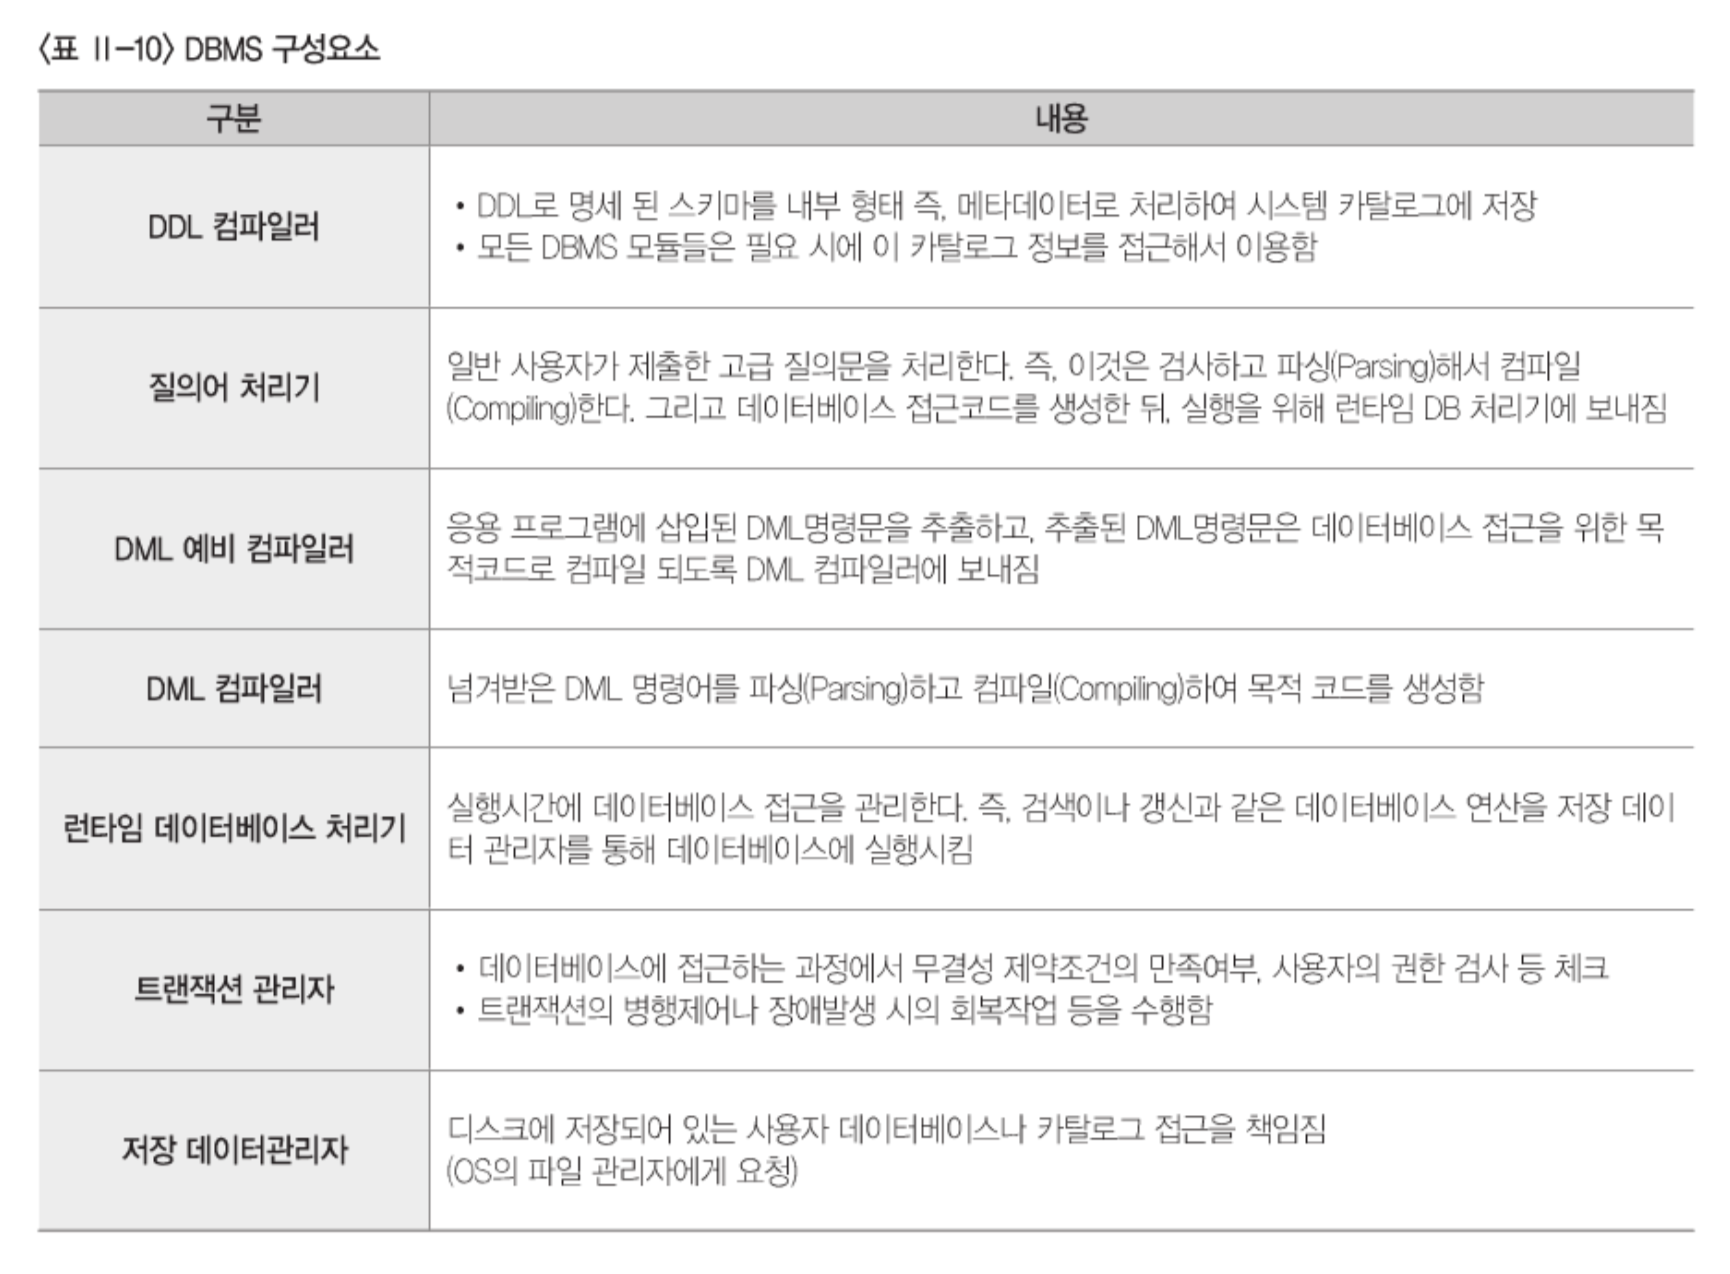 〈표 Ⅱ-10〉 DBMS 구성요소
구분
내용
DDL 컴파일러
• DDL로 명세 된 스키마를 내부 형태 즉, 메타데이터로 처리하여 시스템 카탈로그에 저장
• 모든 DBMS 모듈들은 필요 시에 이 카탈로그 정보를 접근해서 이용함
질의어 처리기
일반 사용자가 제출한 고급 질의문을 처리한다. 즉, 이것은 검사하고 파싱(Parsing)해서 컴파일
(Compiling)한다. 그리고 데이터베이스 접근코드를 생성한 뒤, 실행을 위해 런타임 DB 처리기에 보내짐
DML 예비 컴파일러
응용 프로그램에 삽입된 DML명령문을 추출하고, 추출된 DML명령문은 데이터베이스 접근을 위한 목
적코드로 컴파일 되도록 DML 컴파일러에 보내짐
DML 컴파일러
넘겨받은 DML 명령어를 파싱(Parsing)하고 컴파일(Compiling)하여 목적 코드를 생성함
런타임 데이터베이스 처리기
실행시간에 데이터베이스 접근을 관리한다. 즉, 검색이나 갱신과 같은 데이터베이스 연산을 저장 데이
터 관리자를 통해 데이터베이스에 실행시킴
트랜잭션 관리자
• 데이터베이스에 접근하는 과정에서 무결성 제약조건의 만족여부, 사용자의 권한 검사 등 체크
• 트랜잭션의 병행제어나 장애발생 시의 회복작업 등을 수행함
저장 데이터관리자
디스크에 저장되어 있는 사용자 데이터베이스나 카탈로그 접근을 책임짐
(OS의 파일 관리자에게 요청)